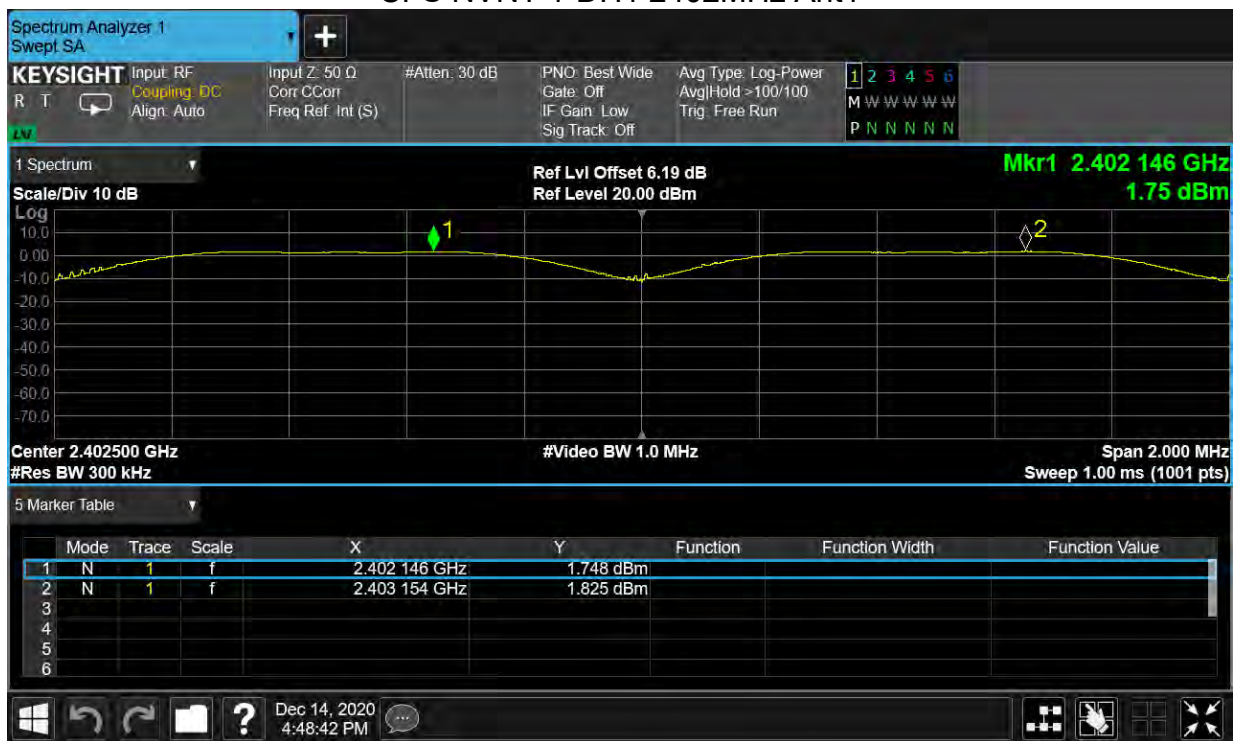 Spectrum Analyzer 1
Swept SA
+
KEYSIGHT Input: RF Input Z: 50 Ω #Atten: 30 dB PNO: Best Wide Avg Type: Log-Power 1 2 3 4 5 6
R T Coupling: DC Corr CCorr Gate: Off Avg|Hold >100/100 M W W W W W
Align: Auto Freq Ref: Int (S) IF Gain: Low Trig: Free Run
Sig Track: Off P N N N N N
1 Spectrum Ref Lvl Offset 6.19 dB Mkr1 2.402 146 GHz
Scale/Div 10 dB Ref Level 20.00 dBm 1.75 dBm
Log
10.0
0.00
-10.0
-20.0
-30.0
-40.0
-50.0
-60.0
-70.0
1
2
Center 2.402500 GHz #Video BW 1.0 MHz Span 2.000 MHz
#Res BW 300 kHz Sweep 1.00 ms (1001 pts)
5 Marker Table
Mode Trace Scale X Y Function Function Width Function Value
1 N 1 f 2.402 146 GHz 1.748 dBm
2 N 1 f 2.403 154 GHz 1.825 dBm
3
4
5
6
? Dec 14, 2020
4:48:42 PM